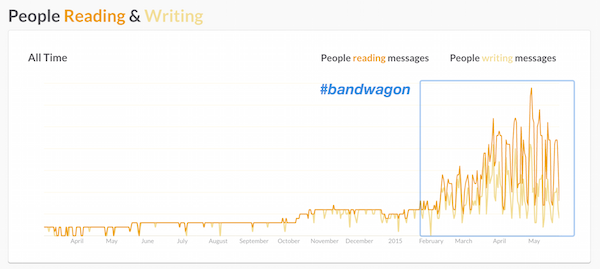 People Reading & Writing
All Time People reading messages People writing messages
#bandwagon
April May June July August September October November December 2015 February March April May